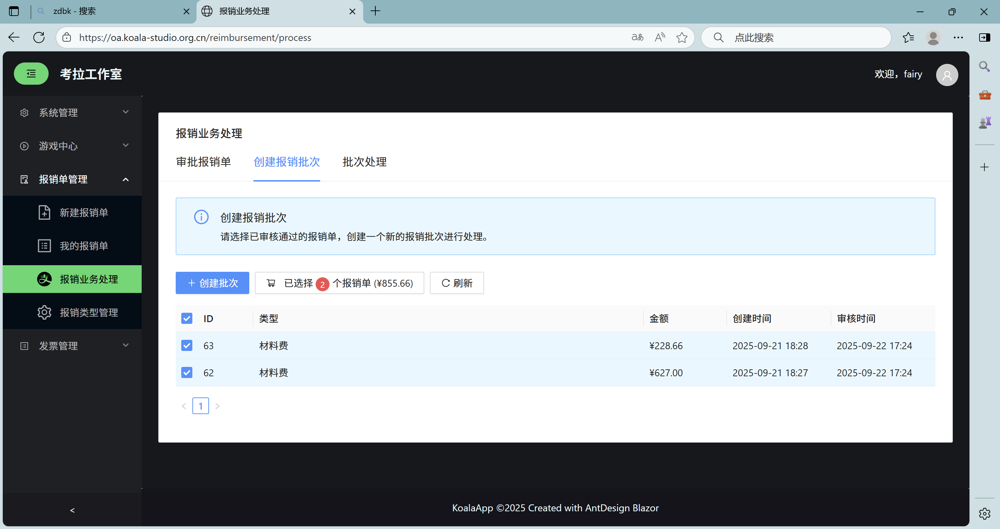 zdbk - 搜索
报销业务处理
https://oa.koala-studio.org.cn/reimbursement/process
点此搜索
考拉工作室
欢迎，fairy
系统管理
游戏中心
报销单管理
新建报销单
我的报销单
报销业务处理
报销类型管理
发票管理
<
报销业务处理
审批报销单 创建报销批次 批次处理
创建报销批次
请选择已审核通过的报销单，创建一个新的报销批次进行处理。
创建批次 已选择 2 个报销单 (¥855.66) 刷新
ID 类型 金额 创建时间 审核时间
63 材料费 ¥228.66 2025-09-21 18:28 2025-09-22 17:24
62 材料费 ¥627.00 2025-09-21 18:27 2025-09-22 17:24
< 1 >
KoalaApp ©2025 Created with AntDesign Blazor